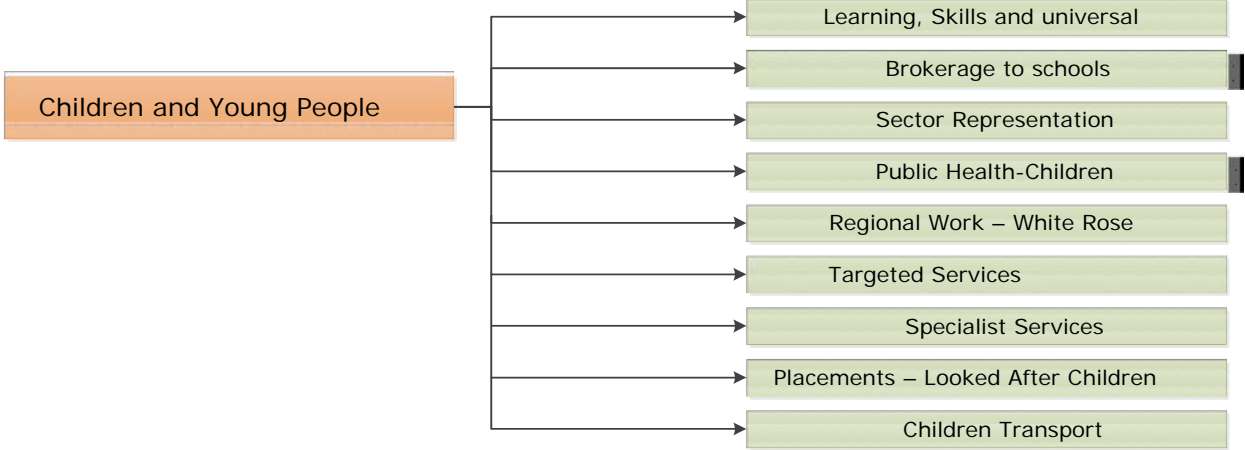 Children and Young People
Learning, Skills and universal
Brokerage to schools
Sector Representation
Public Health-Children
Regional Work – White Rose
Targeted Services
Specialist Services
Placements – Looked After Children
Children Transport